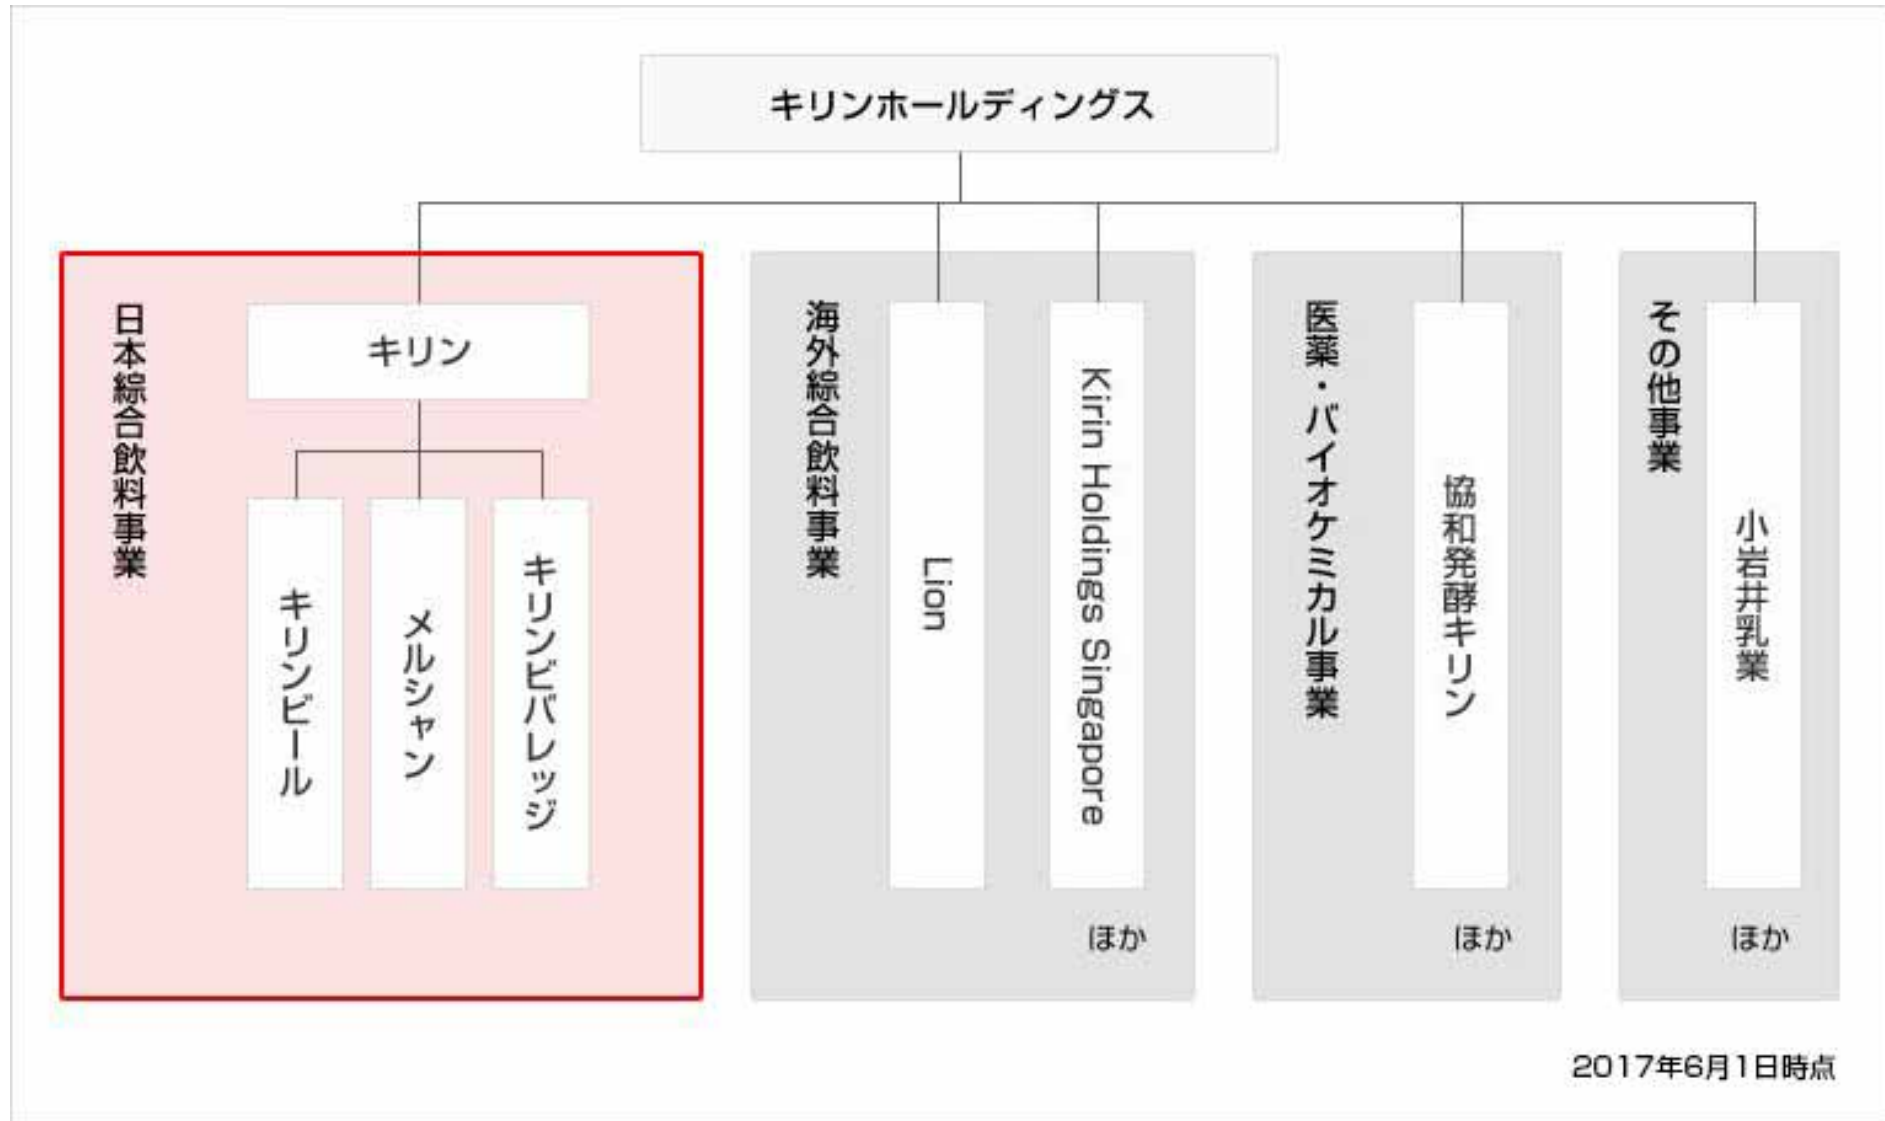 キリンホールディングス
日本綜合飲料事業
キリン
キリンビール
メルシャン
キリンビバレッジ
海外綜合飲料事業
Lion
Kirin Holdings Singapore
ほか
医薬・バイオケミカル事業
協和発酵キリン
ほか
その他事業
小岩井乳業
ほか
2017年6月1日時点